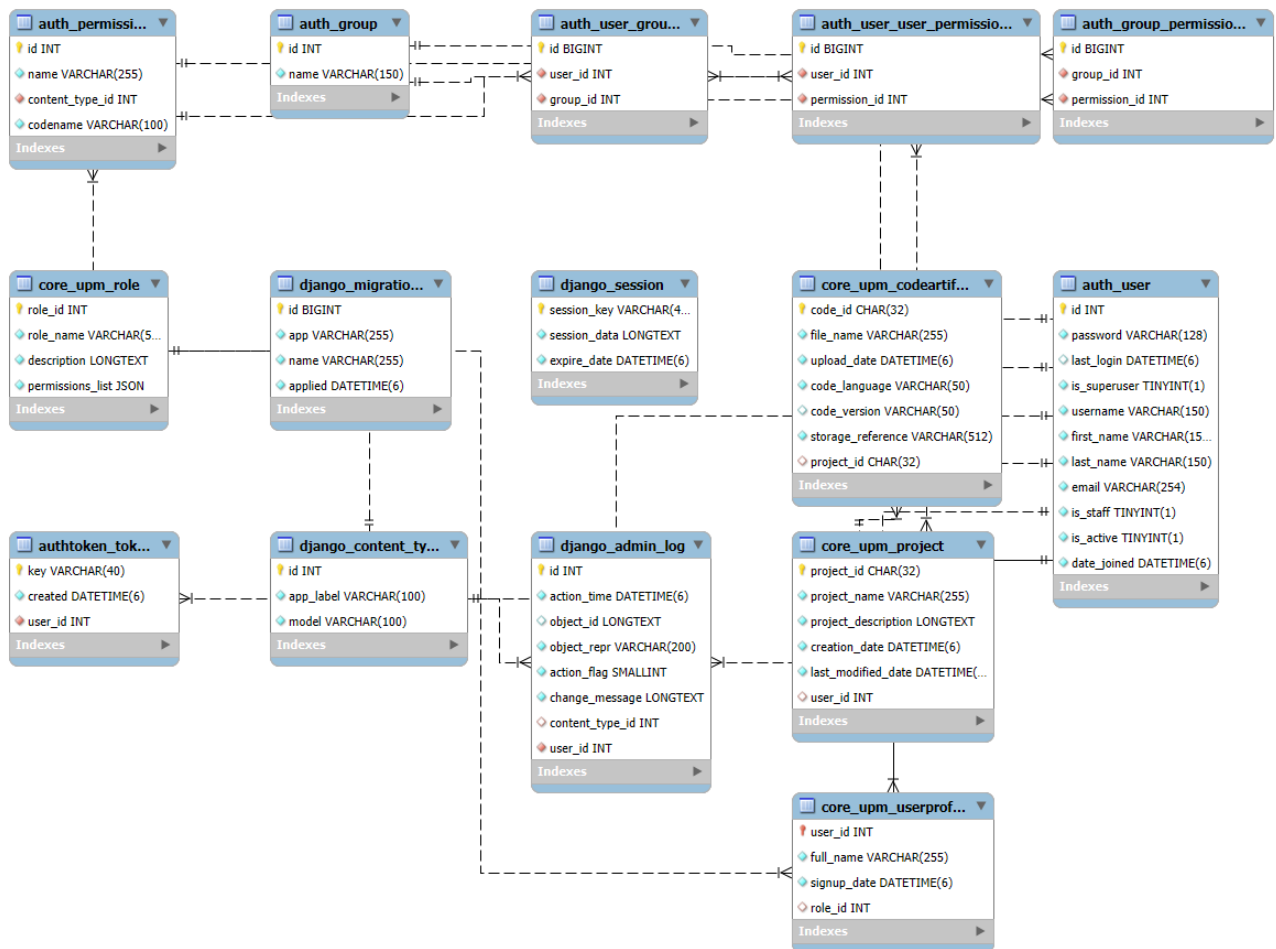 auth_permissi...
id INT
name VARCHAR(255)
content_type_id INT
codename VARCHAR(100)
Indexes
auth_group
id INT
name VARCHAR(150)
Indexes
auth_user_grou...
id BIGINT
user_id INT
group_id INT
Indexes
auth_user_user_permissio...
id BIGINT
user_id INT
permission_id INT
Indexes
auth_group_permissio...
id BIGINT
group_id INT
permission_id INT
Indexes
core_upm_role
role_id INT
role_name VARCHAR(5...
description LONGTEXT
permissions_list JSON
Indexes
django_migratio...
id BIGINT
app VARCHAR(255)
name VARCHAR(255)
applied DATETIME(6)
Indexes
django_session
session_key VARCHAR(4...
session_data LONGTEXT
expire_date DATETIME(6)
Indexes
core_upm_codeartif...
code_id CHAR(32)
file_name VARCHAR(255)
upload_date DATETIME(6)
code_language VARCHAR(50)
code_version VARCHAR(50)
storage_reference VARCHAR(512)
project_id CHAR(32)
Indexes
auth_user
id INT
password VARCHAR(128)
last_login DATETIME(6)
is_superuser TINYINT(1)
username VARCHAR(150)
first_name VARCHAR(15...
last_name VARCHAR(150)
email VARCHAR(254)
is_staff TINYINT(1)
is_active TINYINT(1)
date_joined DATETIME(6)
Indexes
authtoken_tok...
key VARCHAR(40)
created DATETIME(6)
user_id INT
Indexes
django_content_ty...
id INT
app_label VARCHAR(100)
model VARCHAR(100)
Indexes
django_admin_log
id INT
action_time DATETIME(6)
object_id LONGTEXT
object_repr VARCHAR(200)
action_flag SMALLINT
change_message LONGTEXT
content_type_id INT
user_id INT
Indexes
core_upm_project
project_id CHAR(32)
project_name VARCHAR(255)
project_description LONGTEXT
creation_date DATETIME(6)
last_modified_date DATETIME(...
user_id INT
Indexes
core_upm_userprof...
user_id INT
full_name VARCHAR(255)
signup_date DATETIME(6)
role_id INT
Indexes